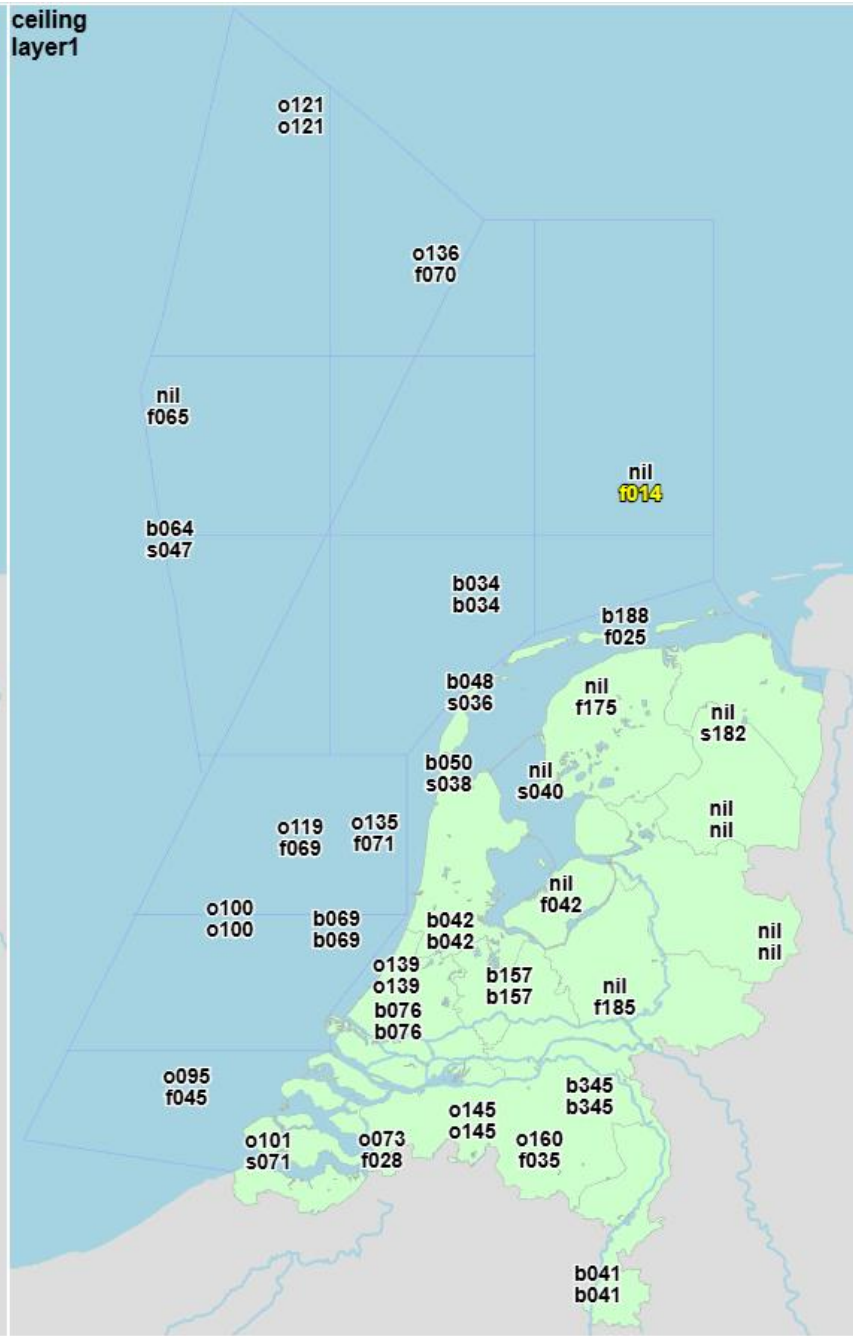 ceiling
layer1
o121
o121
o136
f070
nil
f065
nil
f014
b064
s047
b034
b034
b188
f025
b048
s036
nil
f175
nil
s182
b050
s038
nil
s040
nil
nil
o119
f069
o135
f071
nil
f042
o100
o100
b069
b069
b042
b042
nil
nil
o139
o139
b157
b157
nil
f185
b076
b076
o095
f045
b345
b345
o101
s071
o073
f028
o145
o145
o160
f035
b041
b041